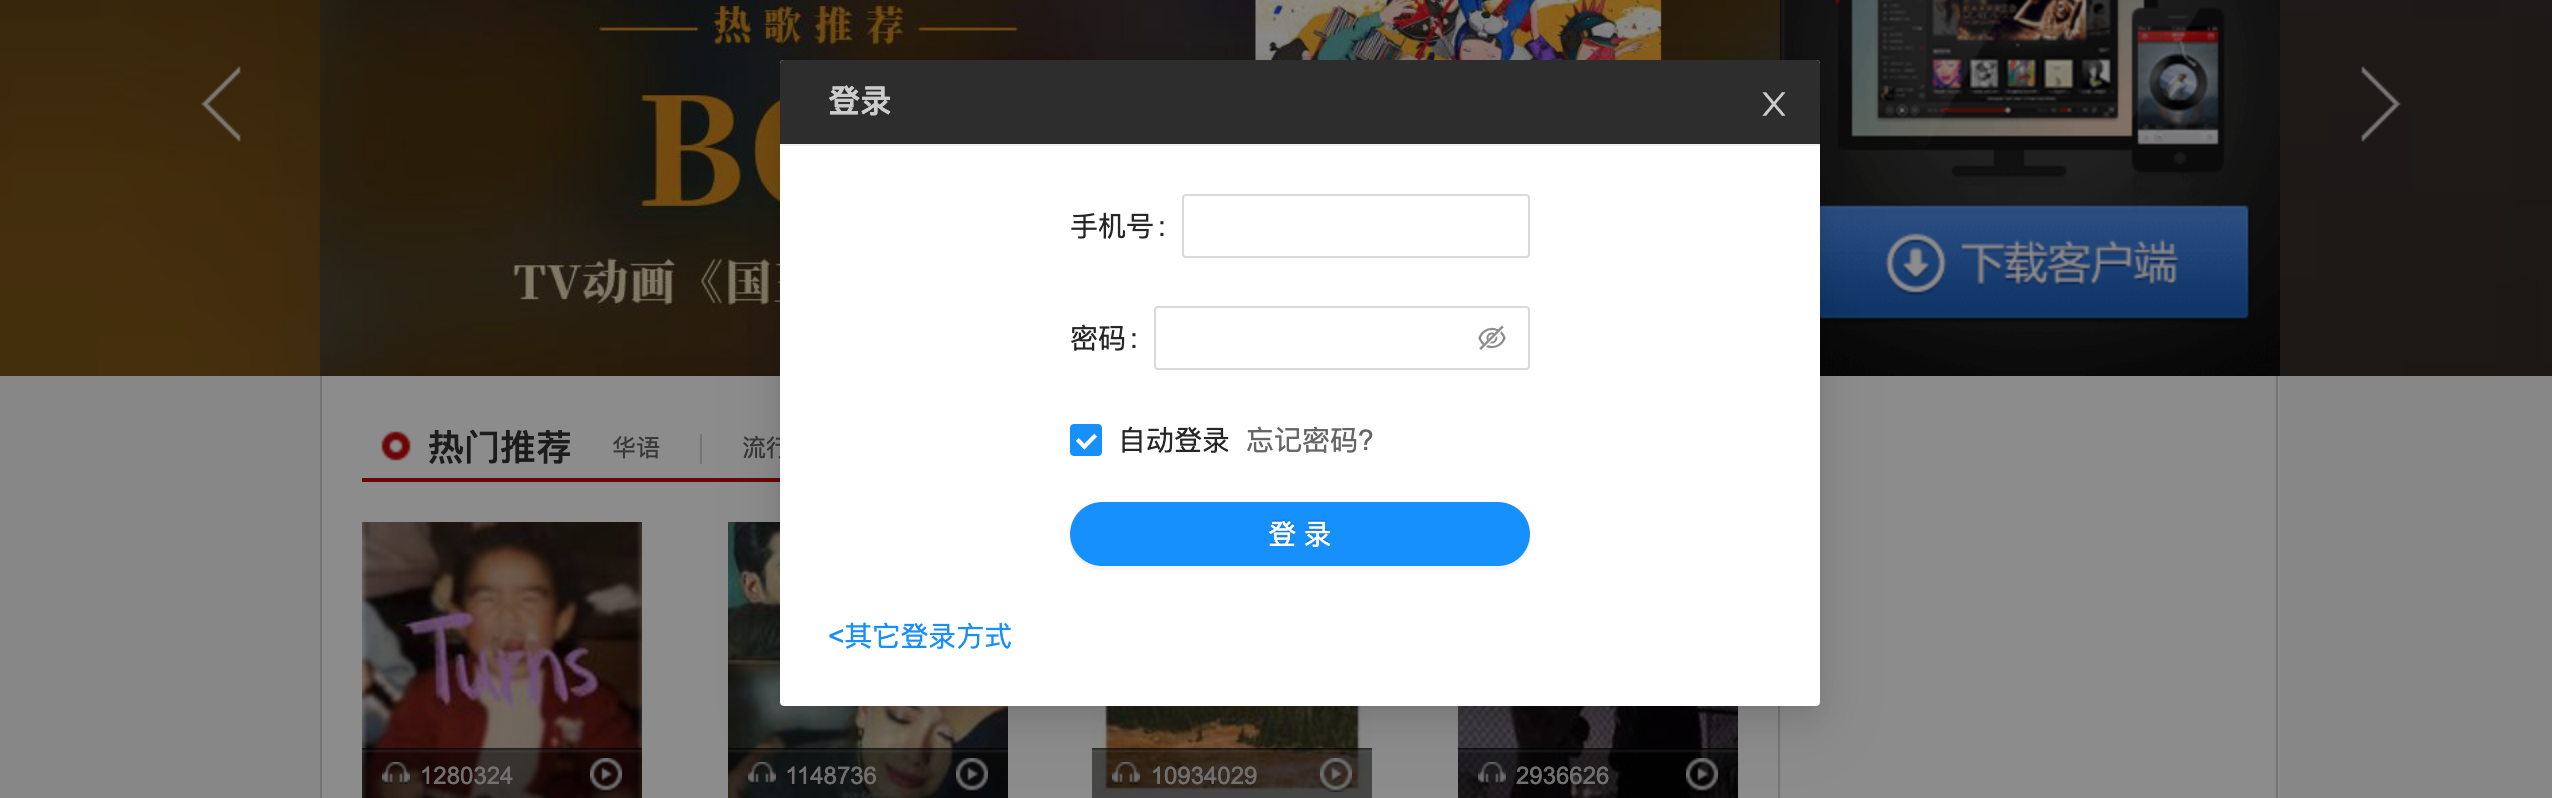 热歌推荐
登录
X
手机号:
TV动画《国
下载客户端
密码:
自动登录 忘记密码?
热门推荐 华语 流行
登 录
Turns
<其它登录方式
1280324
1148736
10934029
2936626